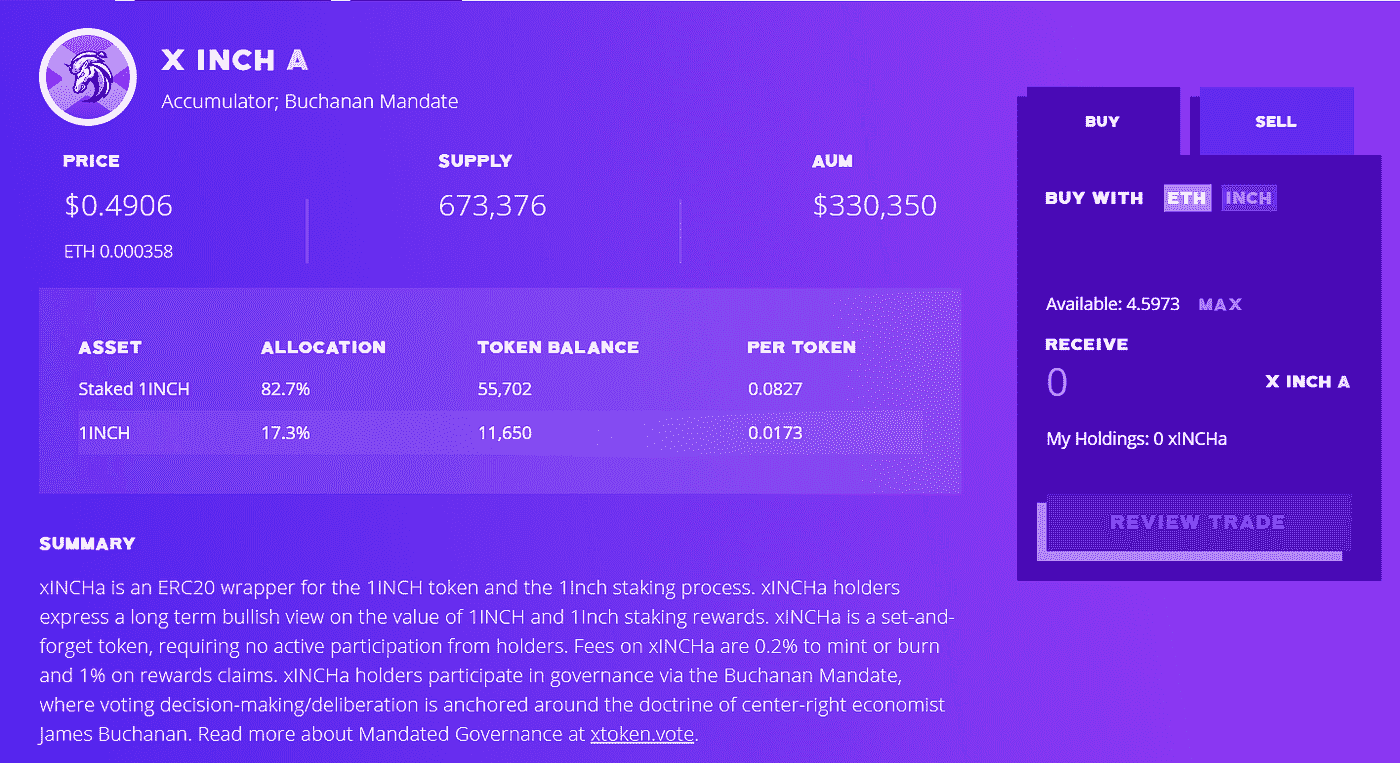 X INCH A
Accumulator; Buchanan Mandate
PRICE
SUPPLY
AUM
$0.4906
673,376
$330,350
ETH 0.000358
ASSET ALLOCATION TOKEN BALANCE PER TOKEN
Staked 1INCH 82.7% 55,702 0.0827
1INCH 17.3% 11,650 0.0173
SUMMARY
xINCHa is an ERC20 wrapper for the 1INCH token and the 1Inch staking process. xINCHa holders
express a long term bullish view on the value of 1INCH and 1Inch staking rewards. xINCHa is a set-and-
forget token, requiring no active participation from holders. Fees on xINCHa are 0.2% to mint or burn
and 1% on rewards claims. xINCHa holders participate in governance via the Buchanan Mandate,
where voting decision-making/deliberation is anchored around the doctrine of center-right economist
James Buchanan. Read more about Mandated Governance at xtoken.vote.
BUY
SELL
BUY WITH ETH INCH
Available: 4.5973 MAX
RECEIVE
0 X INCH A
My Holdings: 0 xINCHa
REVIEW TRADE